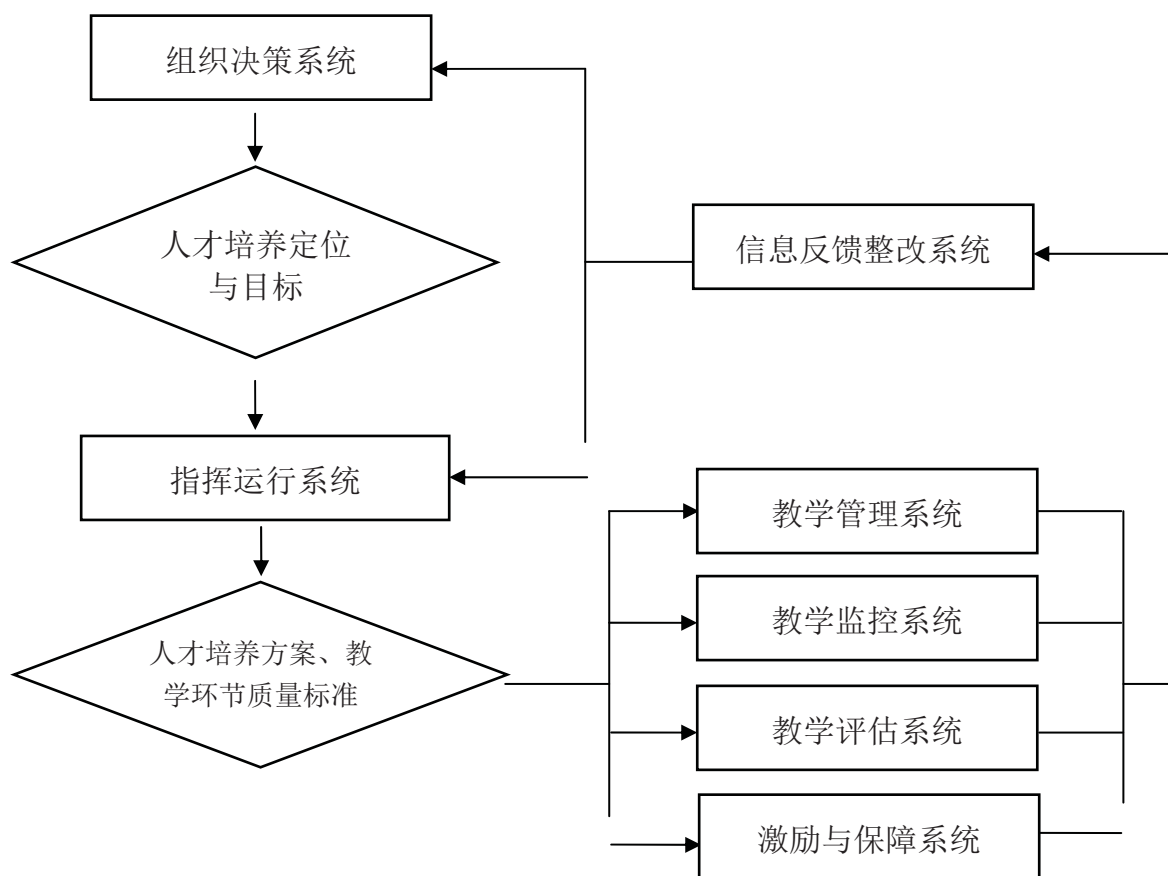 组织决策系统
人才培养定位
与目标
信息反馈整改系统
指挥运行系统
教学管理系统
教学监控系统
人才培养方案、教
学环节质量标准
教学评估系统
激励与保障系统